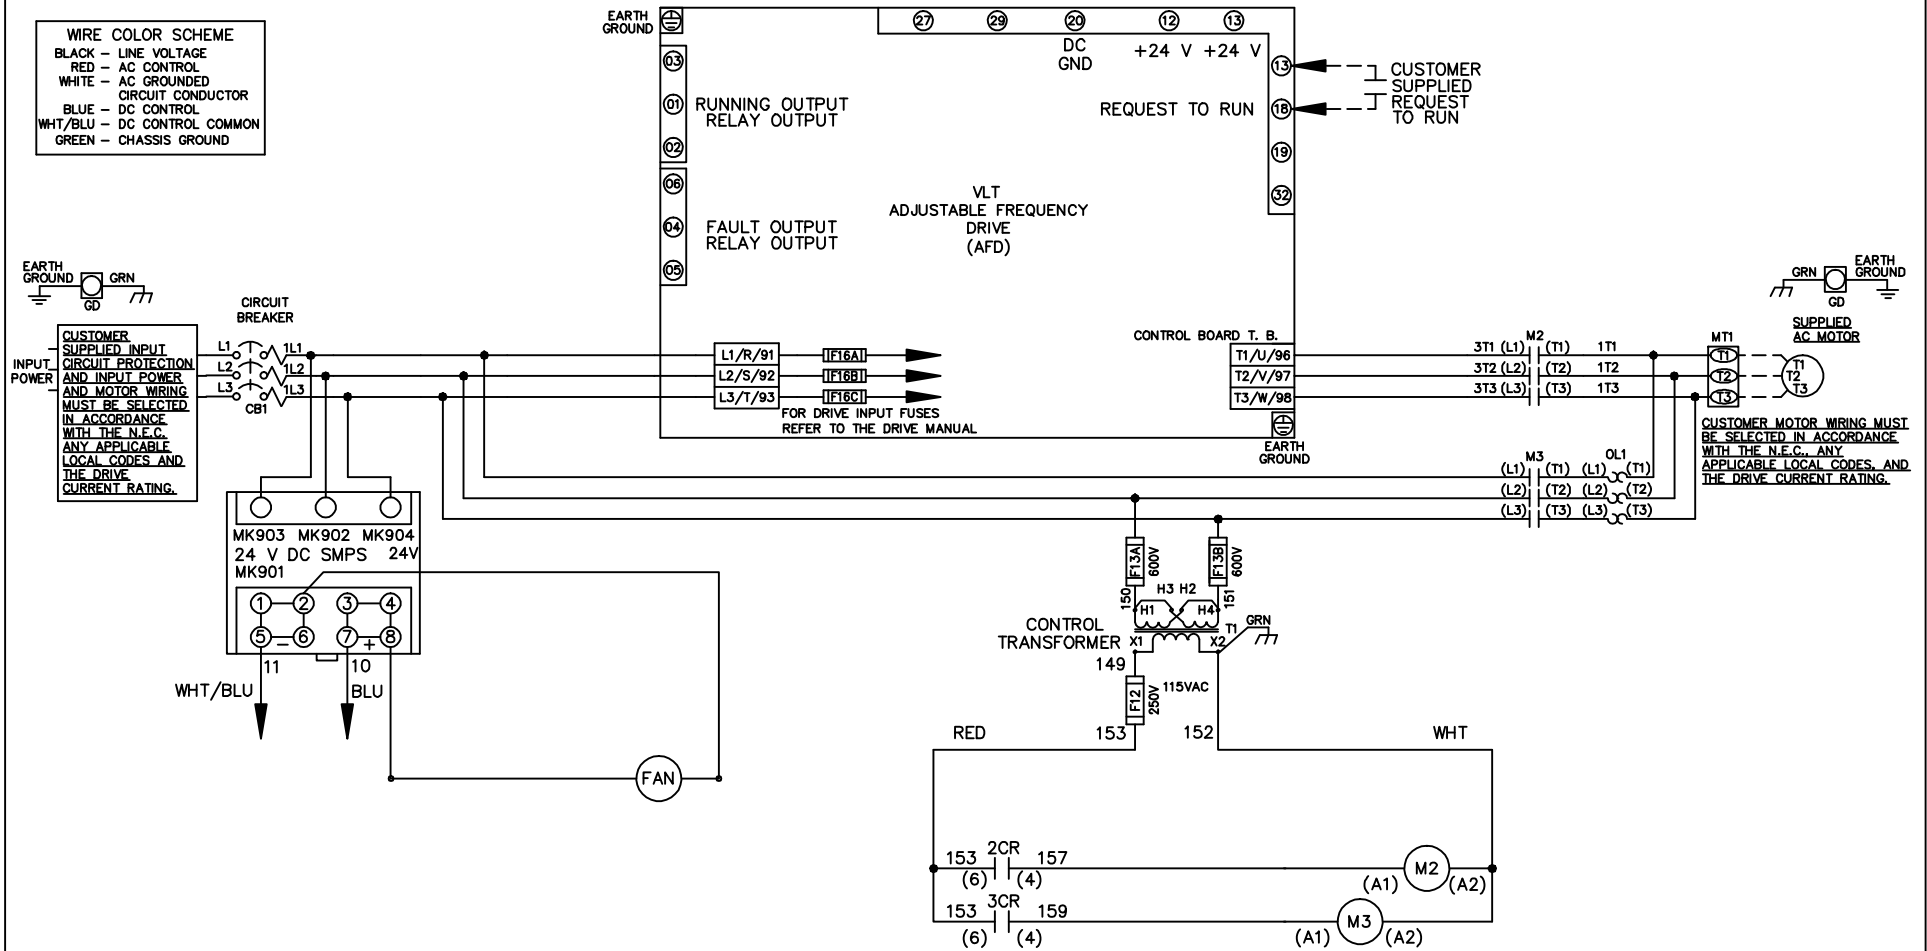 WIRE COLOR SCHEME
BLACK – LINE VOLTAGE
RED – AC CONTROL
WHITE – AC GROUNDED
CIRCUIT CONDUCTOR
BLUE – DC CONTROL
WHT/BLU – DC CONTROL COMMON
GREEN – CHASSIS GROUND
EARTH
GROUND
27
29
20
12
13
DC
GND
+24 V
+24 V
03
01
02
RUNNING OUTPUT
RELAY OUTPUT
06
04
05
FAULT OUTPUT
RELAY OUTPUT
13
18
19
32
REQUEST TO RUN
CUSTOMER
SUPPLIED
REQUEST
TO RUN
VLT
ADJUSTABLE FREQUENCY
DRIVE
(AFD)
EARTH
GROUND
GRN
GD
INPUT
POWER
CUSTOMER
SUPPLIED INPUT
CIRCUIT PROTECTION
AND INPUT POWER
AND MOTOR WIRING
MUST BE SELECTED
IN ACCORDANCE
WITH THE N.E.C.
ANY APPLICABLE
LOCAL CODES AND
THE DRIVE
CURRENT RATING.
CIRCUIT
BREAKER
L1
1L1
L2
1L2
L3
1L3
CB1
L1/R/91
L2/S/92
L3/T/93
F16A
F16B
F16C
FOR DRIVE INPUT FUSES
REFER TO THE DRIVE MANUAL
CONTROL BOARD T. B.
T1/U/96
T2/V/97
T3/W/98
EARTH
GROUND
M2
3T1 (L1) (T1) 1T1
3T2 (L2) (T2) 1T2
3T3 (L3) (T3) 1T3
MT1
T1
T2
T3
GRN
EARTH
GROUND
GD
SUPPLIED
AC MOTOR
T1
T2
T3
CUSTOMER MOTOR WIRING MUST
BE SELECTED IN ACCORDANCE
WITH THE N.E.C., ANY
APPLICABLE LOCAL CODES, AND
THE DRIVE CURRENT RATING.
M3
OL1
(L1) (T1) (L1) (T1)
(L2) (T2) (L2) (T2)
(L3) (T3) (L3) (T3)
MK903 MK902 MK904
24 V DC SMPS 24V
MK901
1
2
3
4
5
–
6
7
+
8
11
10
WHT/BLU
BLU
FAN
F13A
600V
F13B
600V
150
151
H3 H2
H1
H4
CONTROL
TRANSFORMER
X1
X2
T1
GRN
149
F12
250V
115VAC
153
152
RED
WHT
153
2CR
157
(6)
(4)
M2
(A1)
(A2)
153
3CR
159
(6)
(4)
M3
(A1)
(A2)